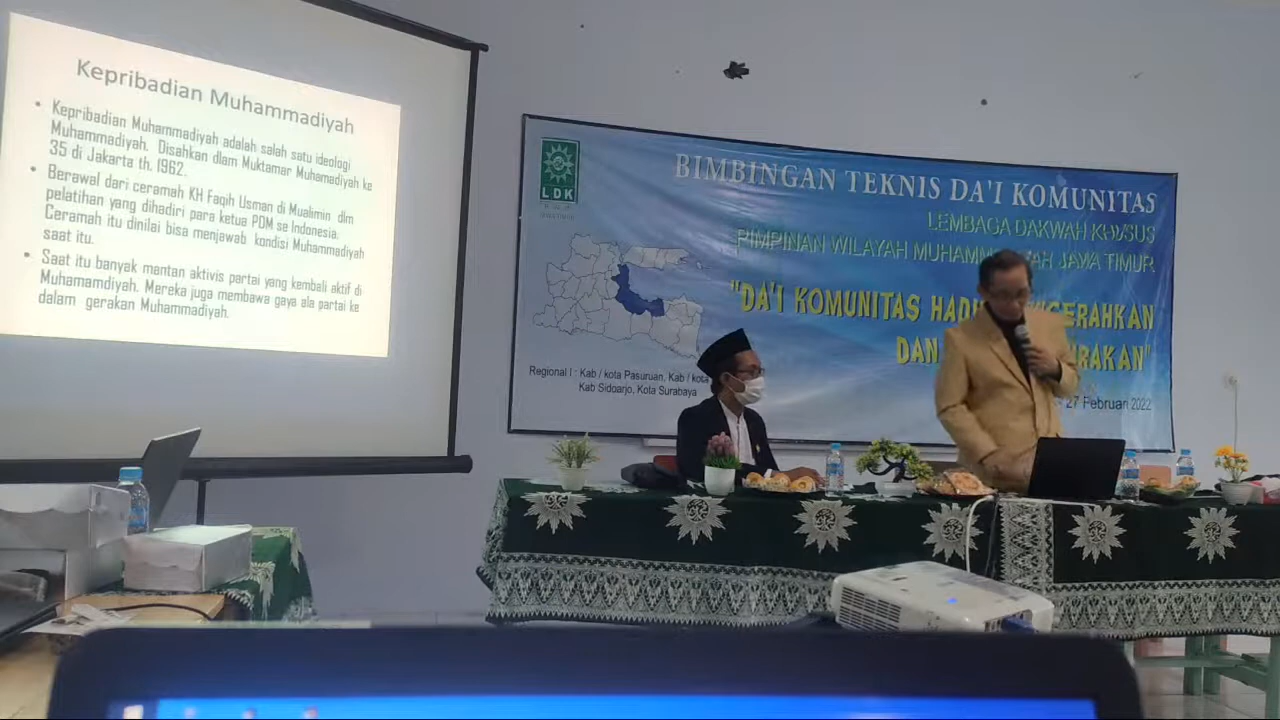 Kepribadian Muhammadiyah
• Kepribadian Muhammadiyah adalah salah satu ideologi
Muhammadiyah. Disahkan dlam Muktamar Muhamadiyah ke
35 di Jakarta th. 1962.
• Berawal dari ceramah KH Faqih Usman di Mualimin dlm
pelatihan yang dihadiri para ketua PDM se Indonesia.
Ceramah itu dinilai bisa menjawab kondisi Muhammadiyah
saat itu.
• Saat itu banyak mantan aktivis partai yang kembali aktif di
Muhamamdiyah. Mereka juga membawa gaya ala partai ke
dalam gerakan Muhammadiyah.
LDK
BIMBINGAN TEKNIS DA'I KOMUNITAS
LEMBAGA DAKWAH KHUSUS
PIMPINAN WILAYAH MUHAMMADIYAH JAWA TIMUR
"DA'I KOMUNITAS HADIR
DAN
Regional I : Kab / kota Pasuruan, Kab / kota
Kab Sidoarjo, Kota Surabaya
27 Februari 2022